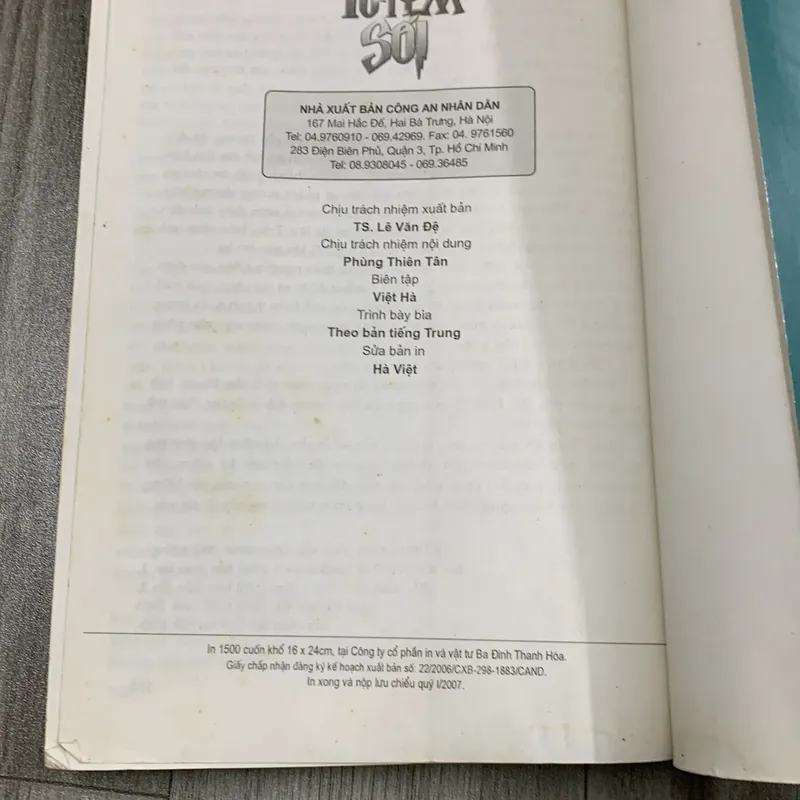 TÔTEM
SÓI
NHÀ XUẤT BẢN CÔNG AN NHÂN DÂN
167 Mai Hắc Đế, Hai Bà Trưng, Hà Nội
Tel: 04.9760910 - 069.42969. Fax: 04. 9761560
283 Điện Biên Phủ, Quận 3, Tp. Hồ Chí Minh
Tel: 08.9308045 - 069.36485
Chịu trách nhiệm xuất bản
TS. Lê Văn Đệ
Chịu trách nhiệm nội dung
Phùng Thiên Tân
Biên tập
Việt Hà
Trình bày bìa
Theo bản tiếng Trung
Sửa bản in
Hà Việt
In 1500 cuốn khổ 16 x 24cm, tại Công ty cổ phần in và vật tư Ba Đình Thanh Hóa.
Giấy chấp nhận đăng ký kế hoạch xuất bản số: 22/2006/CXB-298-1883/CAND.
In xong và nộp lưu chiểu quý I/2007.